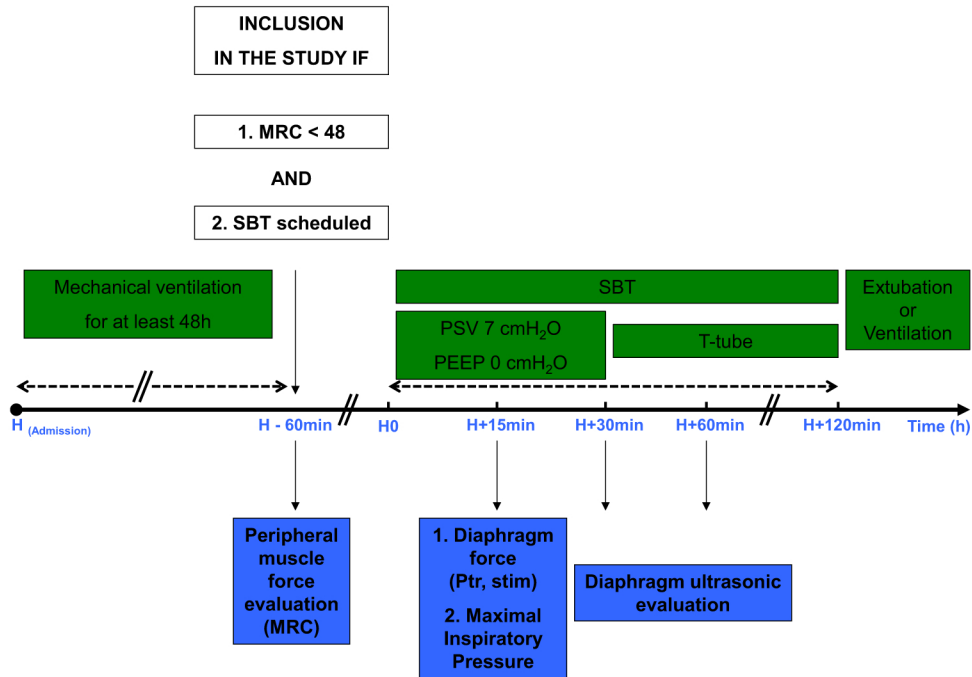 INCLUSION
IN THE STUDY IF
1. MRC < 48
AND
2. SBT scheduled
Mechanical ventilation
for at least 48h
SBT
PSV 7 cmH₂O
PEEP 0 cmH₂O
T-tube
Extubation
or
Ventilation
H (Admission)
H - 60min
H0
H+15min
H+30min
H+60min
H+120min
Time (h)
Peripheral
muscle
force
evaluation
(MRC)
1. Diaphragm
force
(Ptr, stim)
2. Maximal
Inspiratory
Pressure
Diaphragm ultrasonic
evaluation